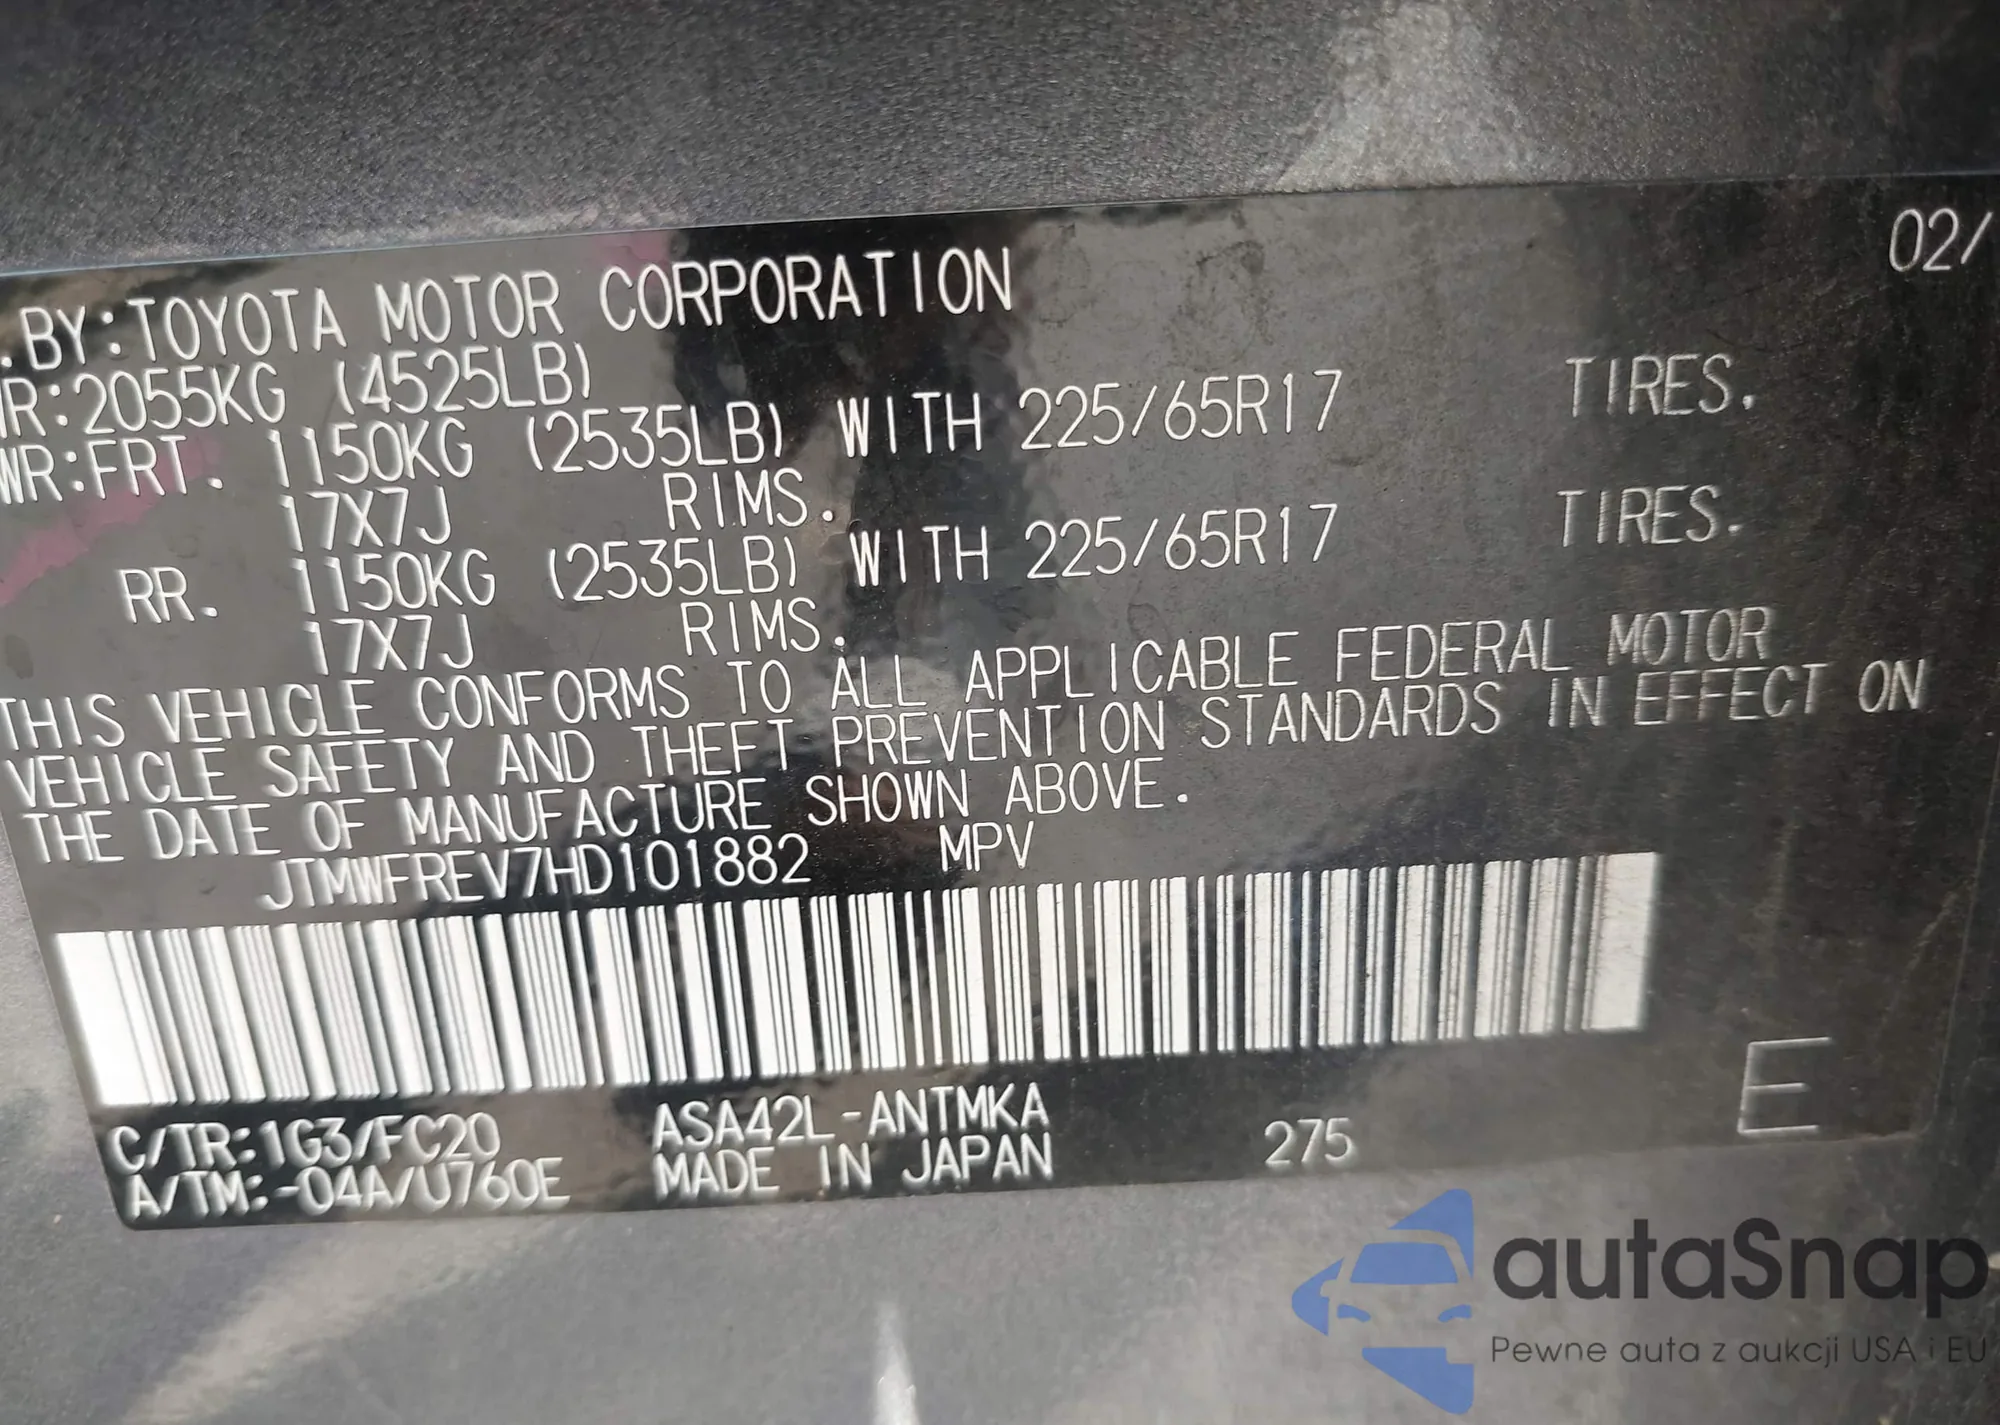 02/
.BY:TOYOTA MOTOR CORPORATION
R:2055KG (4525LB)
WR:FRT. 1150KG (2535LB) WITH 225/65R17 TIRES.
17X7J RIMS.
RR. 1150KG (2535LB) WITH 225/65R17 TIRES.
17X7J RIMS.
THIS VEHICLE CONFORMS TO ALL APPLICABLE FEDERAL MOTOR
VEHICLE SAFETY AND THEFT PREVENTION STANDARDS IN EFFECT ON
THE DATE OF MANUFACTURE SHOWN ABOVE.
JTMWFREV7HD101882 MPV
C/TR:1G3/FC20 ASA42L-ANTMKA
A/TM:-04A/U760E MADE IN JAPAN 275
E
autaSnap
Pewne auta z aukcji USA i EU